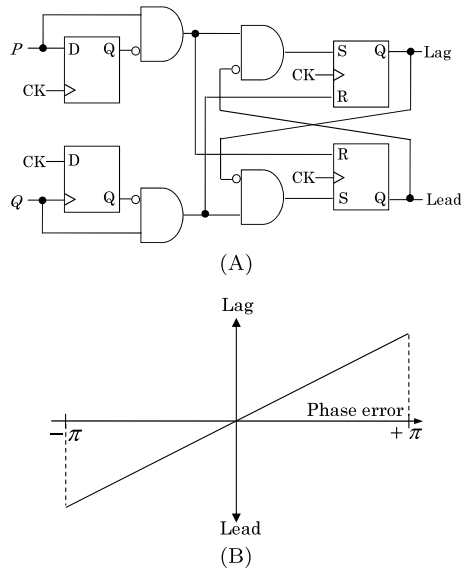 P D Q
CK
S Q Lag
CK
R
CK D
Q
Q
R
CK
S Q Lead
(A)
Lag
Phase error
−π +π
Lead
(B)